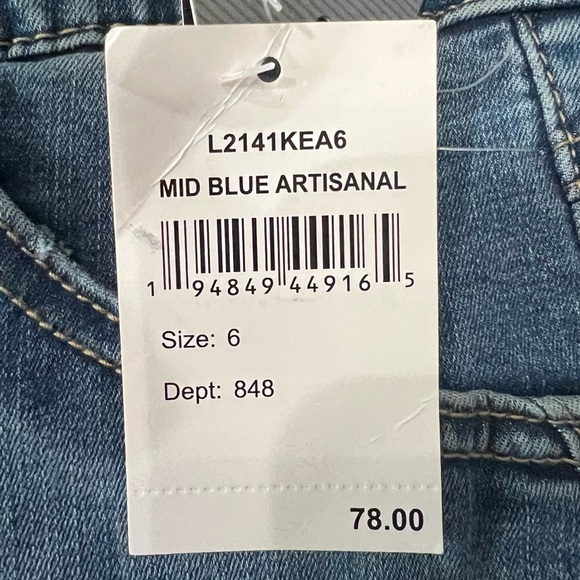 L2141KEA6
MID BLUE ARTISANAL
1 94849 44916 5
Size: 6
Dept: 848
78.00